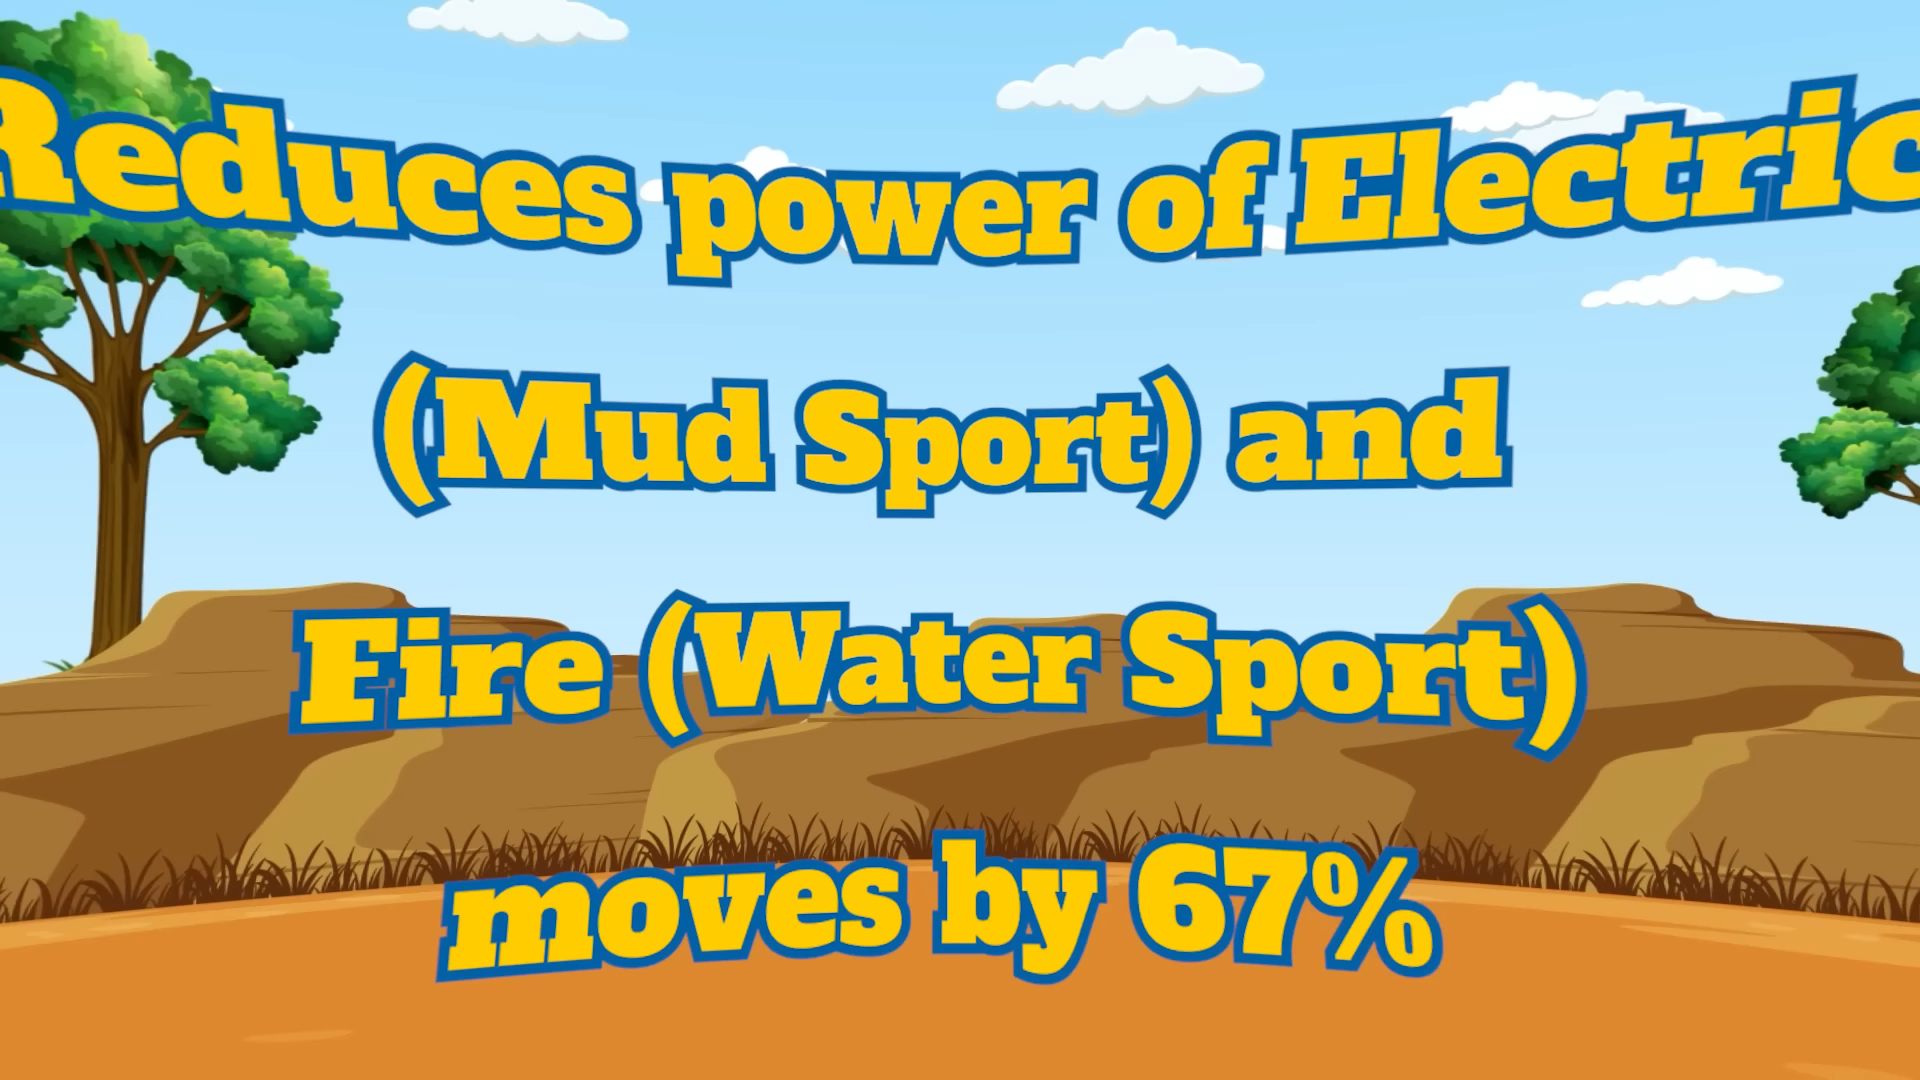 Reduces power of Electric
(Mud Sport) and
Fire (Water Sport)
moves by 67%